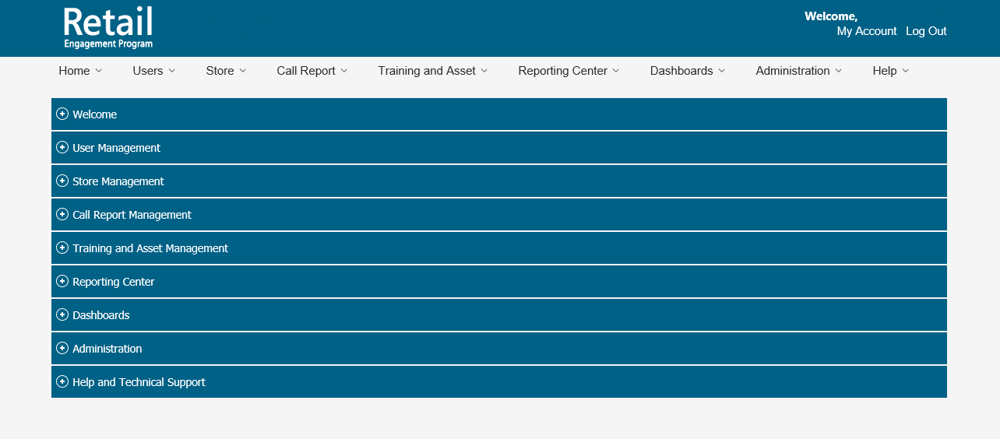 Retail
Engagement Program
Welcome,
My Account Log Out
Home Users Store Call Report Training and Asset Reporting Center Dashboards Administration Help
Welcome
User Management
Store Management
Call Report Management
Training and Asset Management
Reporting Center
Dashboards
Administration
Help and Technical Support